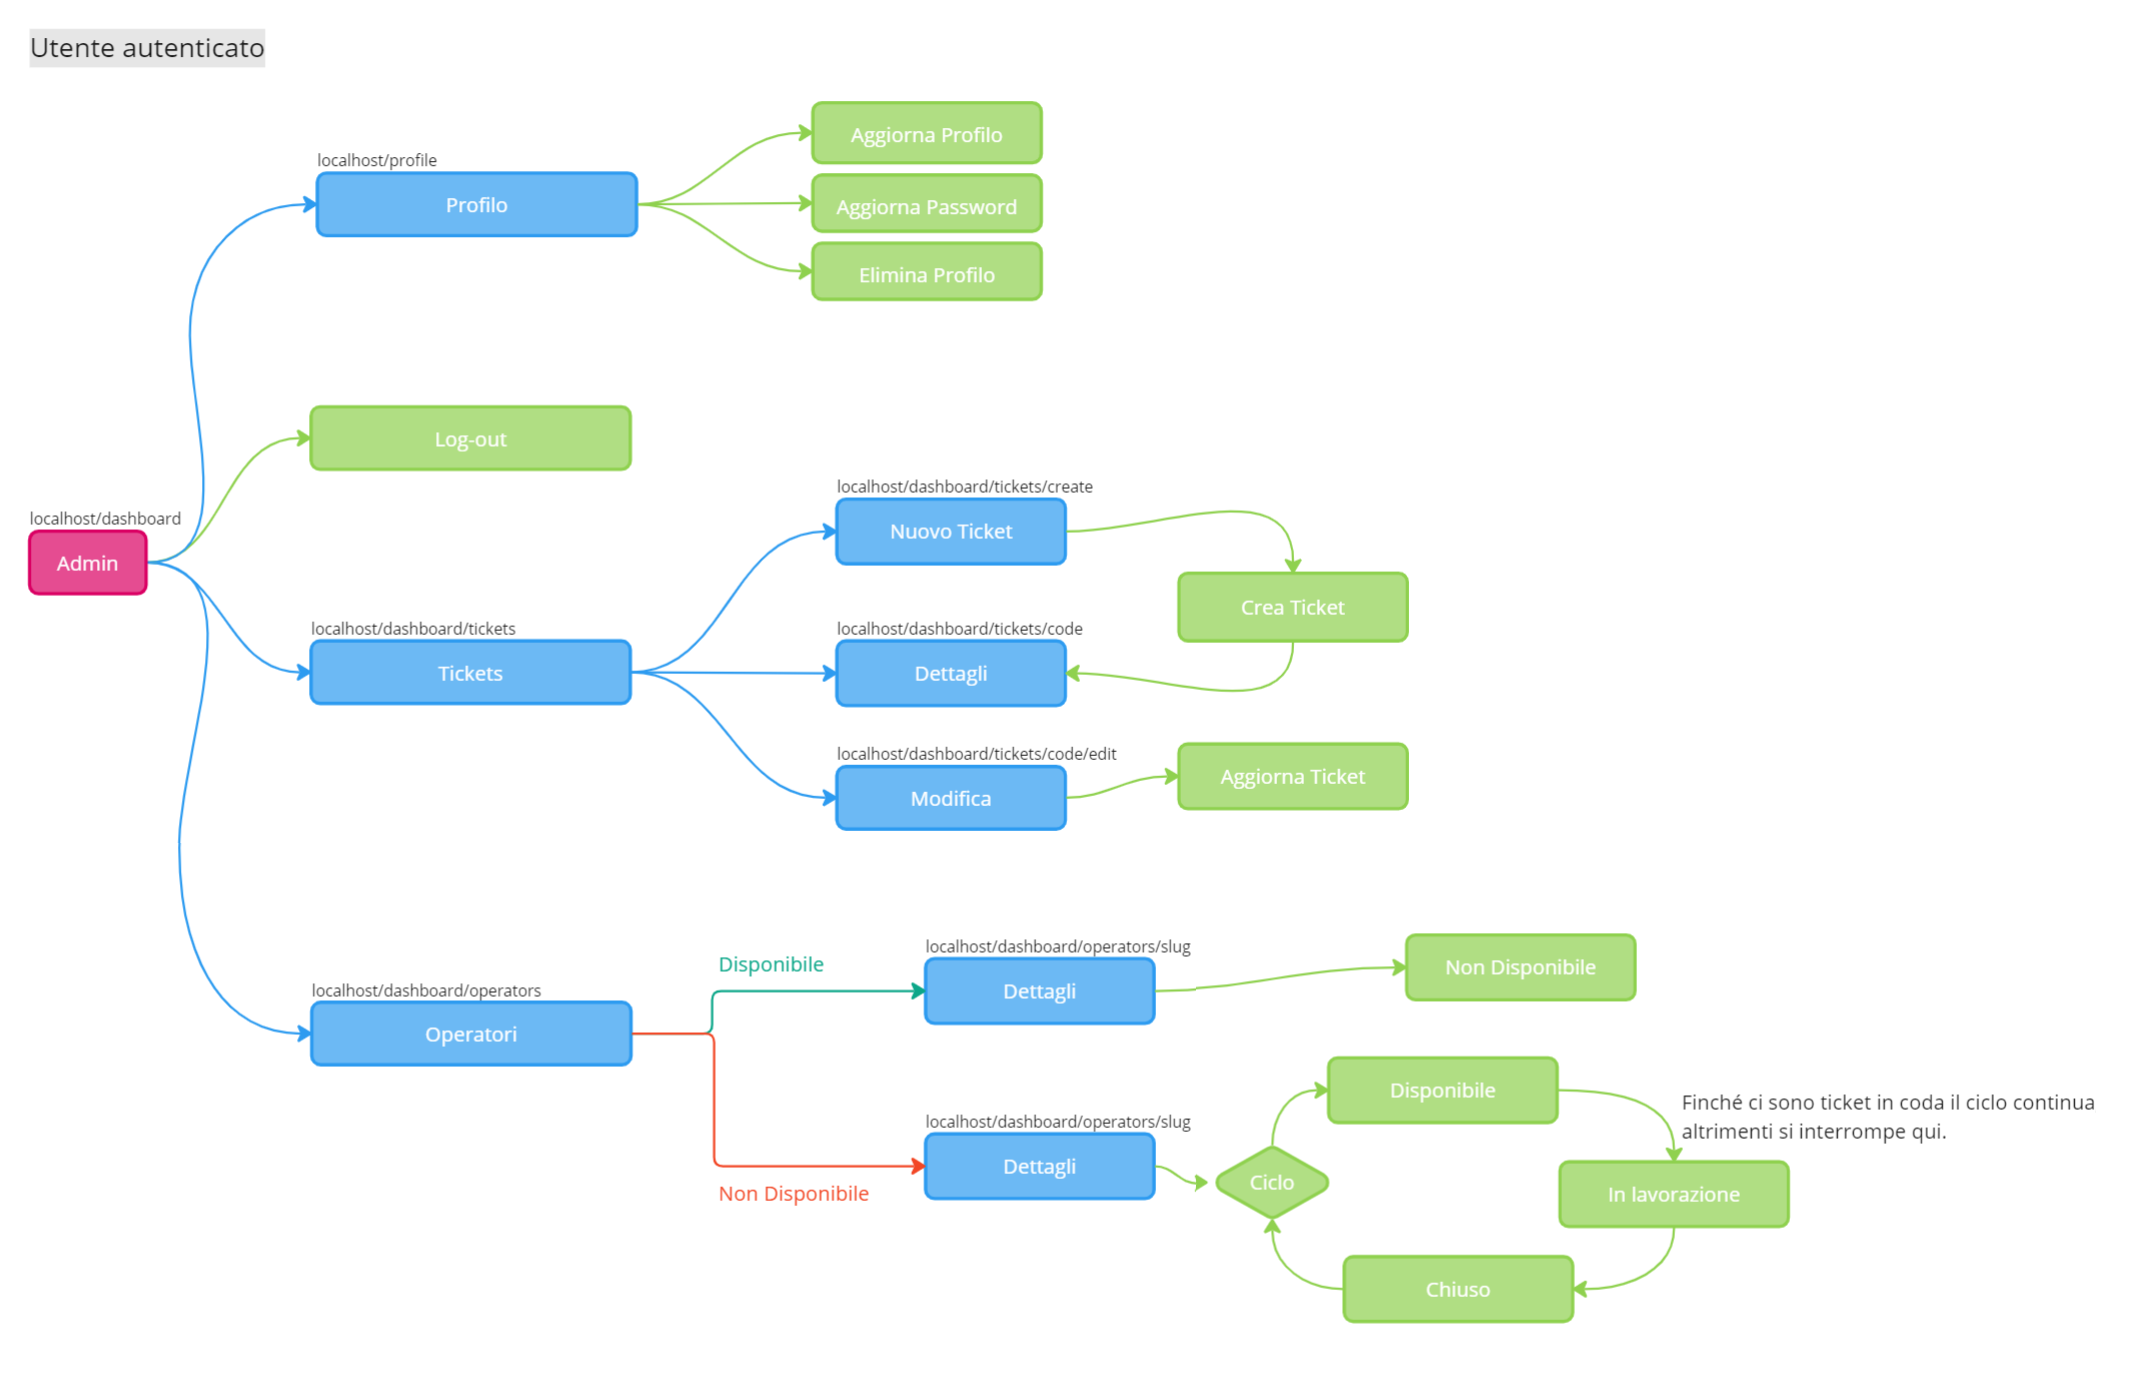 Utente autenticato
localhost/profile
Profilo
Aggiorna Profilo
Aggiorna Password
Elimina Profilo
Log-out
localhost/dashboard
Admin
localhost/dashboard/tickets
Tickets
localhost/dashboard/tickets/create
Nuovo Ticket
Crea Ticket
localhost/dashboard/tickets/code
Dettagli
localhost/dashboard/tickets/code/edit
Modifica
Aggiorna Ticket
localhost/dashboard/operators
Operatori
Disponibile
localhost/dashboard/operators/slug
Dettagli
Non Disponibile
Non Disponibile
localhost/dashboard/operators/slug
Dettagli
Ciclo
Disponibile
Finché ci sono ticket in coda il ciclo continua
altrimenti si interrompe qui.
In lavorazione
Chiuso